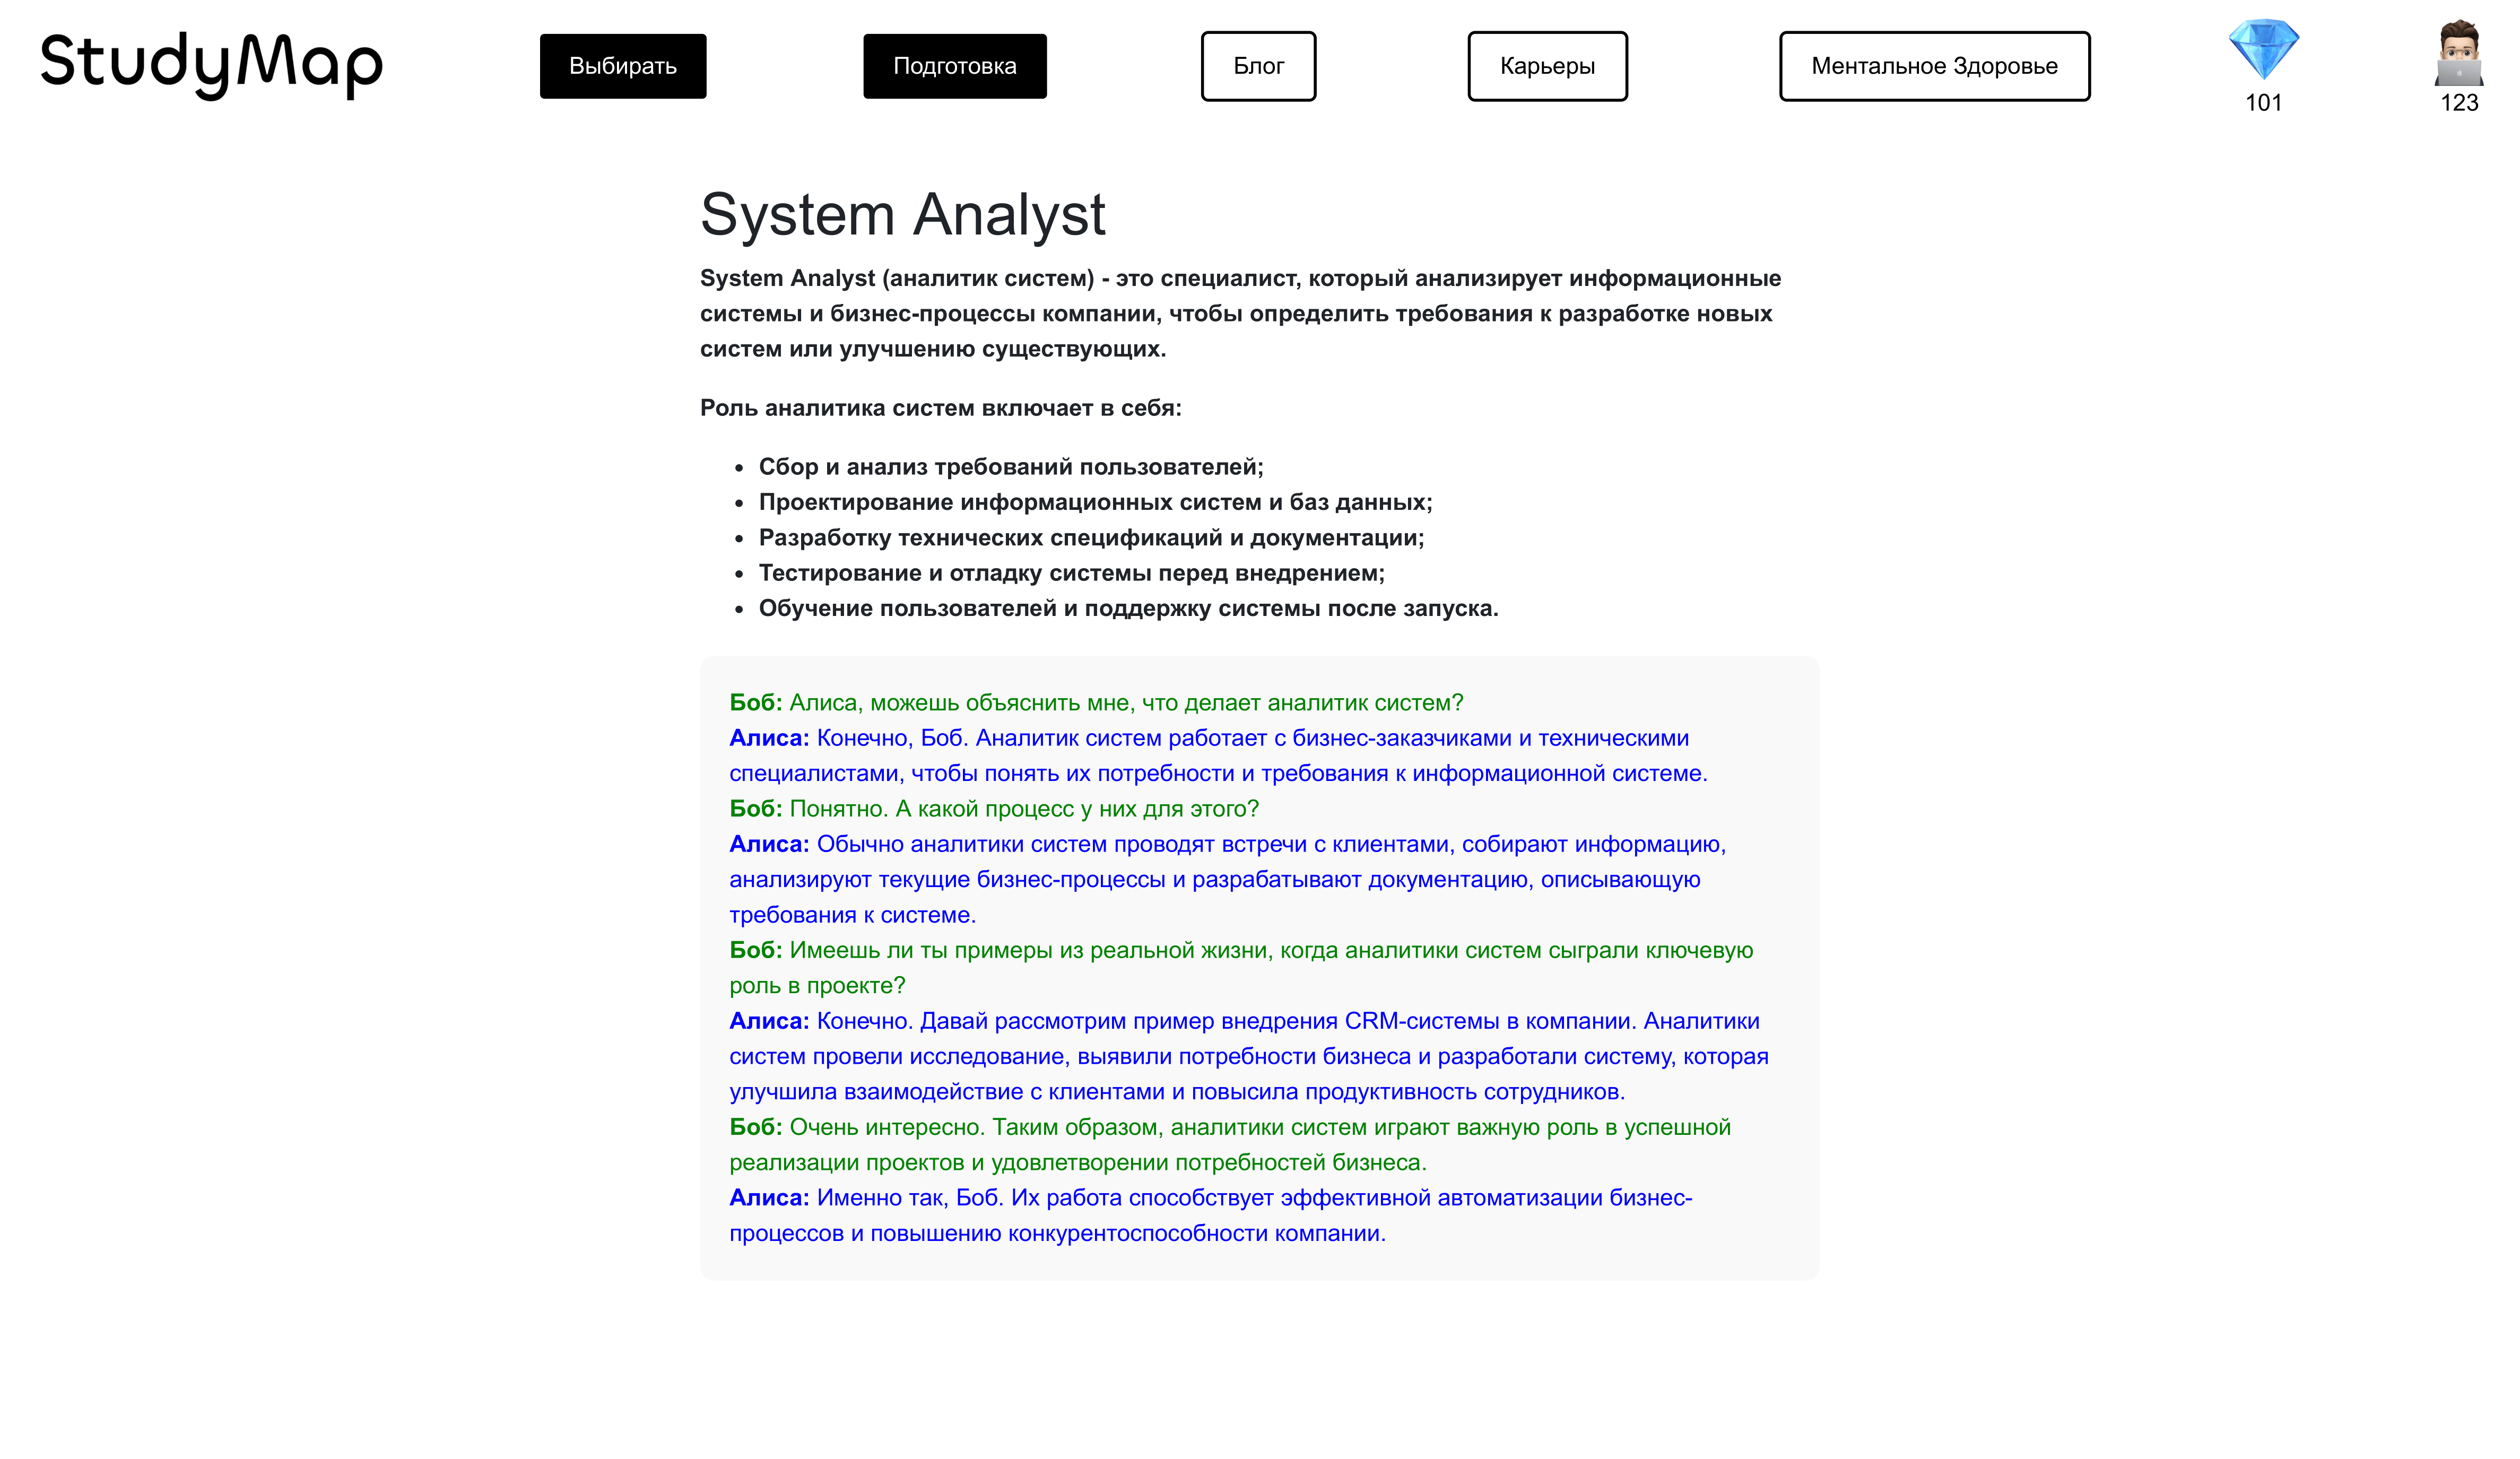 StudyMap
Выбирать
Подготовка
Блог
Карьеры
Ментальное Здоровье
101
123
System Analyst
System Analyst (аналитик систем) - это специалист, который анализирует информационные
системы и бизнес-процессы компании, чтобы определить требования к разработке новых
систем или улучшению существующих.
Роль аналитика систем включает в себя:
• Сбор и анализ требований пользователей;
• Проектирование информационных систем и баз данных;
• Разработку технических спецификаций и документации;
• Тестирование и отладку системы перед внедрением;
• Обучение пользователей и поддержку системы после запуска.
Боб: Алиса, можешь объяснить мне, что делает аналитик систем?
Алиса: Конечно, Боб. Аналитик систем работает с бизнес-заказчиками и техническими
специалистами, чтобы понять их потребности и требования к информационной системе.
Боб: Понятно. А какой процесс у них для этого?
Алиса: Обычно аналитики систем проводят встречи с клиентами, собирают информацию,
анализируют текущие бизнес-процессы и разрабатывают документацию, описывающую
требования к системе.
Боб: Имеешь ли ты примеры из реальной жизни, когда аналитики систем сыграли ключевую
роль в проекте?
Алиса: Конечно. Давай рассмотрим пример внедрения CRM-системы в компании. Аналитики
систем провели исследование, выявили потребности бизнеса и разработали систему, которая
улучшила взаимодействие с клиентами и повысила продуктивность сотрудников.
Боб: Очень интересно. Таким образом, аналитики систем играют важную роль в успешной
реализации проектов и удовлетворении потребностей бизнеса.
Алиса: Именно так, Боб. Их работа способствует эффективной автоматизации бизнес-
процессов и повышению конкурентоспособности компании.